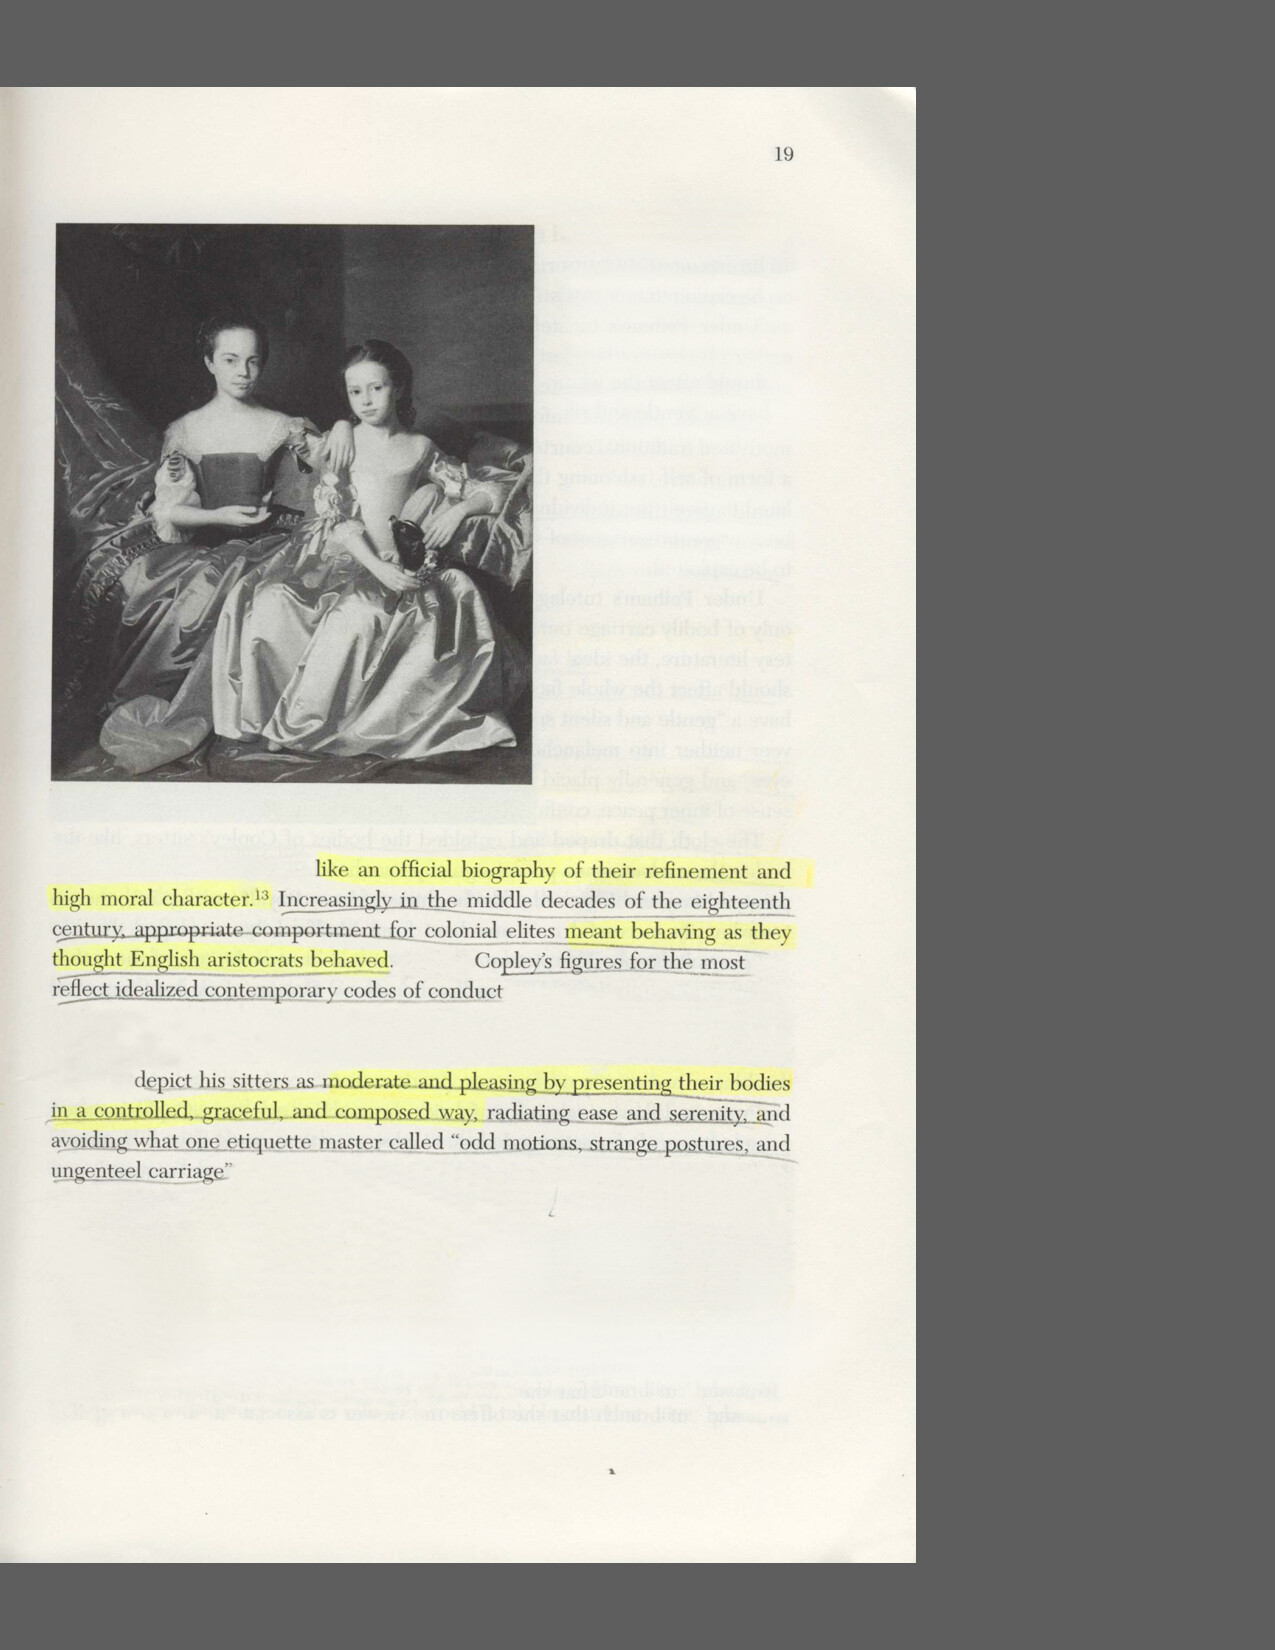 19
like an official biography of their refinement and
high moral character.¹³ Increasingly in the middle decades of the eighteenth
century, appropriate comportment for colonial elites meant behaving as they
thought English aristocrats behaved. Copley's figures for the most
reflect idealized contemporary codes of conduct
depict his sitters as moderate and pleasing by presenting their bodies
in a controlled, graceful, and composed way, radiating ease and serenity, and
avoiding what one etiquette master called “odd motions, strange postures, and
ungenteel carriage”